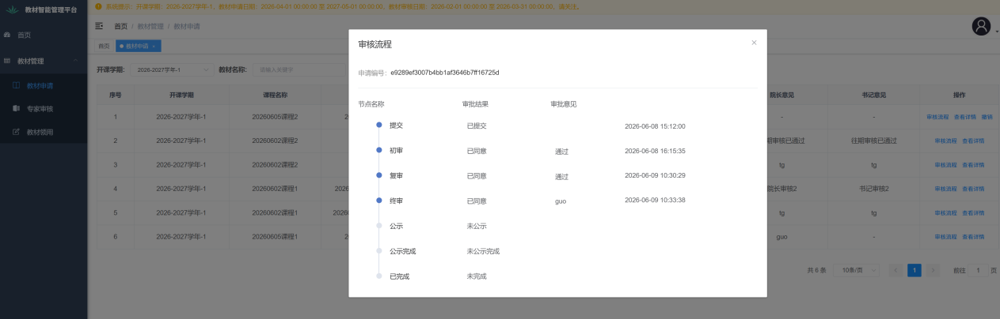 教材智能管理平台
系统提示：开课学期：2026-2027学年-1，教材申请日期：2026-04-01 00:00:00 至 2027-05-01 00:00:00，教材审核日期：2026-02-01 00:00:00 至 2026-03-31 00:00:00，请关注。
首页
教材管理
教材申请
专家审核
教材领用
首页 / 教材管理 / 教材申请
首页 教材申请 ×
开课学期: 2026-2027学年-1 教材名称: 请输入关键字
序号 开课学期 课程名称 院长意见 书记意见 操作
1 2026-2027学年-1 20260605课程2 2 - - 审核流程 查看详情 撤销
2 2026-2027学年-1 20260602课程2 期审核已通过 往期审核已通过 审核流程 查看详情
3 2026-2027学年-1 20260602课程2 tg tg 审核流程 查看详情
4 2026-2027学年-1 20260602课程1 2026 院长审核2 书记审核2 审核流程 查看详情
5 2026-2027学年-1 20260602课程1 2026 tg tg 审核流程 查看详情
6 2026-2027学年-1 20260605课程1 2 guo - 审核流程 查看详情
共 6 条 10条/页 1 前往 1 页
审核流程
申请编号: e9289ef3007b4bb1af3646b7ff16725d
节点名称 审批结果 审批意见
提交 已提交 2026-06-08 15:12:00
初审 已同意 通过 2026-06-08 16:15:35
复审 已同意 通过 2026-06-09 10:30:29
终审 已同意 guo 2026-06-09 10:33:38
公示 未公示
公示完成 未公示完成
已完成 未完成